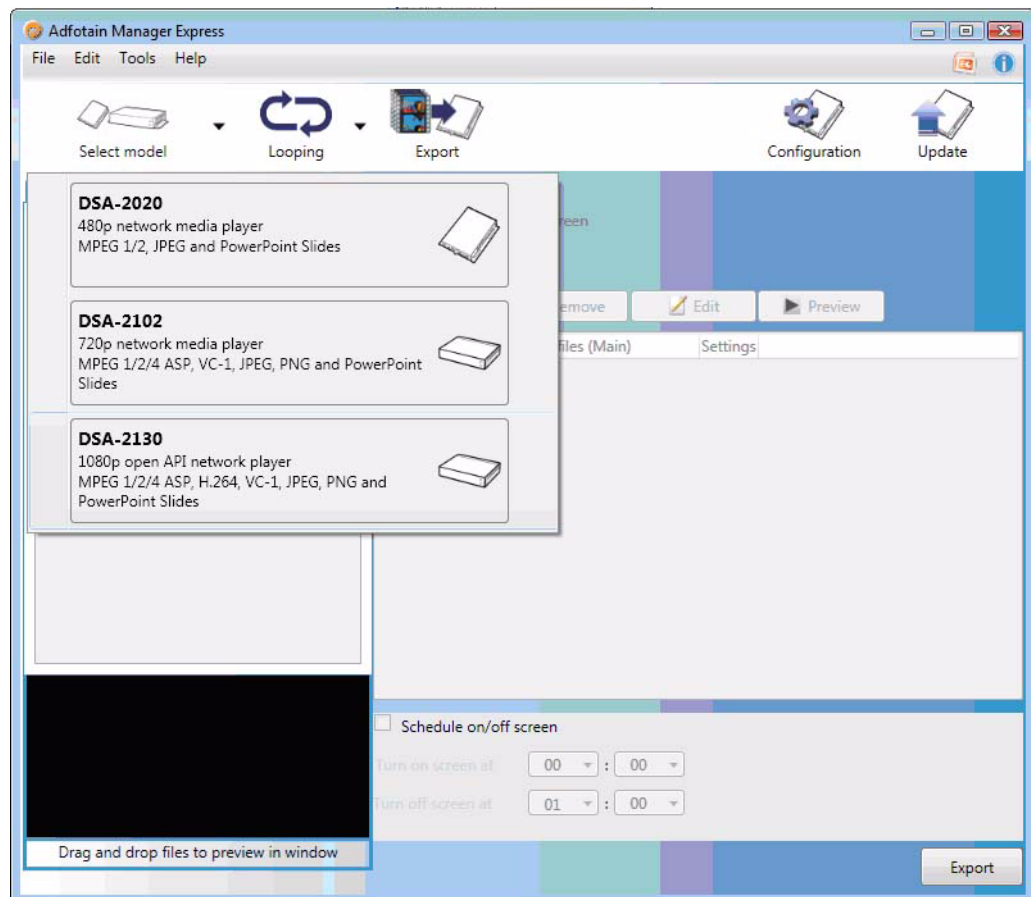 Adfotain Manager Express
File Edit Tools Help
Select model Looping Export Configuration Update
DSA-2020
480p network media player
MPEG 1/2, JPEG and PowerPoint Slides
DSA-2102
720p network media player
MPEG 1/2/4 ASP, VC-1, JPEG, PNG and PowerPoint
Slides
DSA-2130
1080p open API network player
MPEG 1/2/4 ASP, H.264, VC-1, JPEG, PNG and
PowerPoint Slides
Edit Preview
(Main) Settings
Schedule on/off screen
Turn on screen at 00 : 00
Turn off screen at 01 : 00
Drag and drop files to preview in window
Export